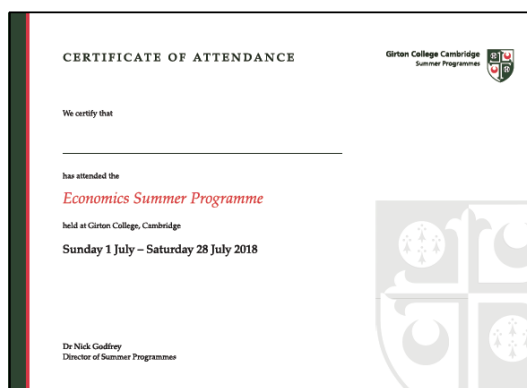 CERTIFICATE OF ATTENDANCE
Girton College Cambridge
Summer Programmes
We certify that
has attended the
Economics Summer Programme
held at Girton College, Cambridge
Sunday 1 July – Saturday 28 July 2018
Dr Nick Godfrey
Director of Summer Programmes